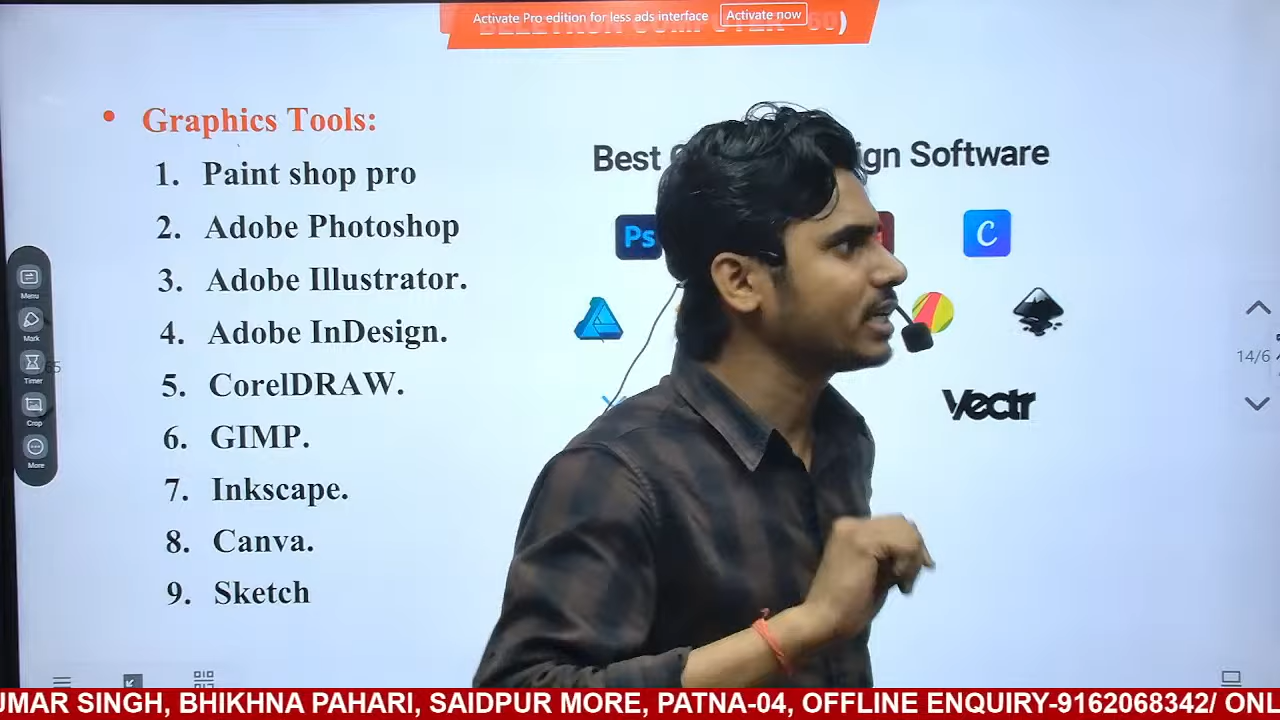 Activate Pro edition for less ads interface
Activate now
60)
• Graphics Tools:
1. Paint shop pro
2. Adobe Photoshop
3. Adobe Illustrator.
4. Adobe InDesign.
5. CorelDRAW.
6. GIMP.
7. Inkscape.
8. Canva.
9. Sketch
Best ign Software
Ps
C
Vectr
Menu
Mark
Timer
Crop
More
65
14/6
UMAR SINGH, BHIKHNA PAHARI, SAIDPUR MORE, PATNA-04, OFFLINE ENQUIRY-9162068342/ ONL